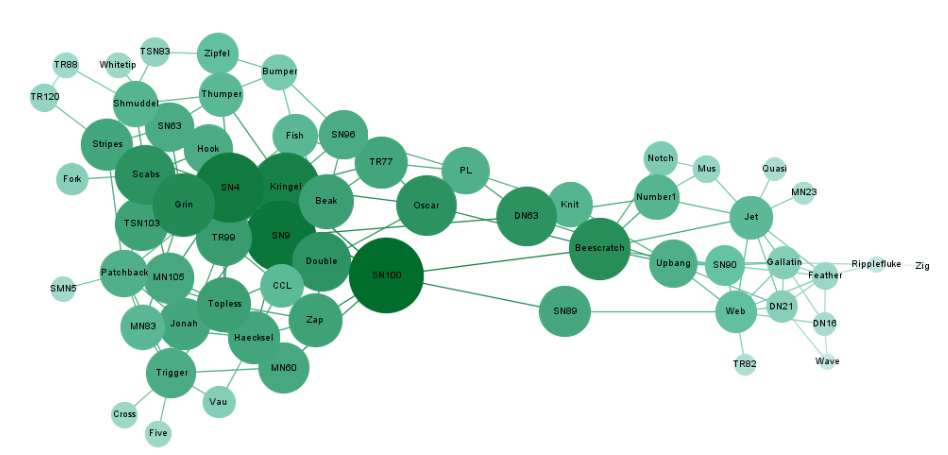 TSN83
Zipfel
TR88
Whitetip
Bumper
TR120
Shmuddel
Thumper
SN63
Fish
SN96
Stripes
Hook
TR77
Notch
Mus
Quasi
Fork
Scabs
SN4
Kringel
PL
MN23
Grin
Beak
Oscar
Knit
Number1
TSN103
TR99
SN9
DN63
Jet
Beescratch
Patchback
MN105
Double
SN100
Upbang
SN90
Gallatin
Feather
Ripplefluke
Zig
SMN5
CCL
Topless
Zap
SN89
Web
DN21
DN16
MN83
Jonah
Haecksel
Trigger
MN60
TR82
Wave
Vau
Cross
Five